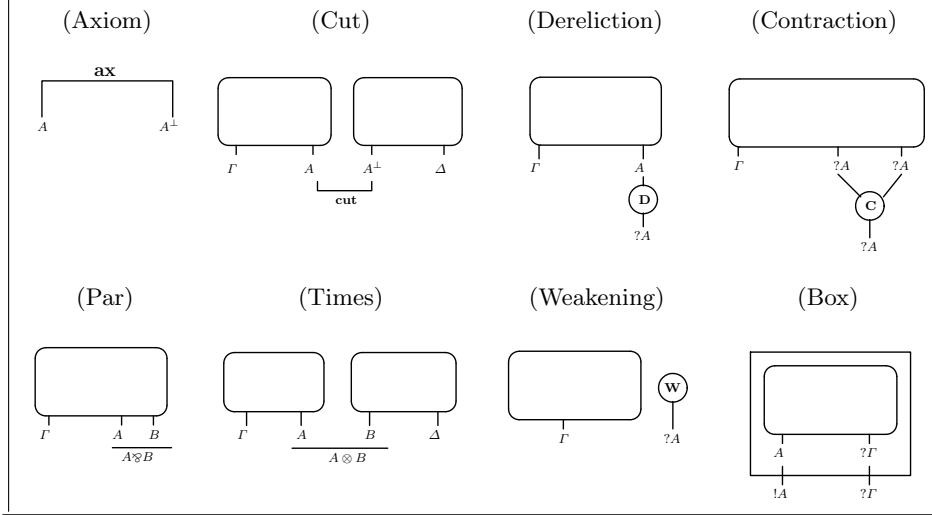 (Axiom) (Cut) (Dereliction) (Contraction)
ax
A A⊥
Γ A A⊥ Δ
cut
Γ A
D
?A
Γ ?A ?A
C
?A
(Par) (Times) (Weakening) (Box)
Γ A B
A⅋B
Γ A B Δ
A ⊗ B
Γ
W
?A
A ?Γ
!A ?Γ